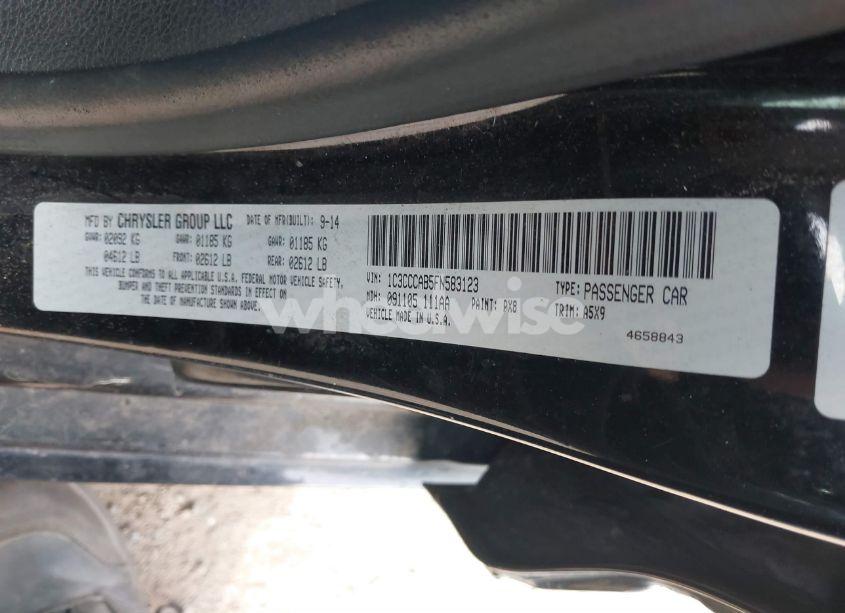 MFD BY CHRYSLER GROUP LLC DATE OF MFR(BUILT): 9-14
GVWR: 02092 KG GAWR: 01185 KG GAWR: 01185 KG
04612 LB FRONT: 02612 LB REAR: 02612 LB
THIS VEHICLE CONFORMS TO ALL APPLICABLE U.S.A. FEDERAL MOTOR VEHICLE SAFETY,
BUMPER AND THEFT PREVENTION STANDARDS IN EFFECT ON
THE DATE OF MANUFACTURE SHOWN ABOVE.
VIN: 1C3CCCAB5FN583123 TYPE: PASSENGER CAR
MDH: 091105 111AA PAINT: PX8 TRIM: A5X9
VEHICLE MADE IN U.S.A.
4658843
wheelwise